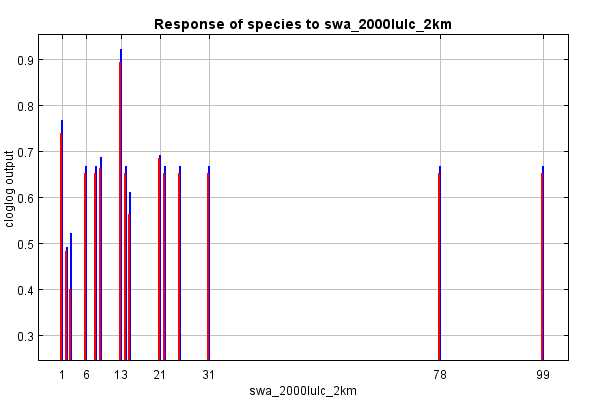 Response of species to swa_2000lulc_2km
cloglog output
0.9
0.8
0.7
0.6
0.5
0.4
0.3
1 6 13 21 31 78 99
swa_2000lulc_2km